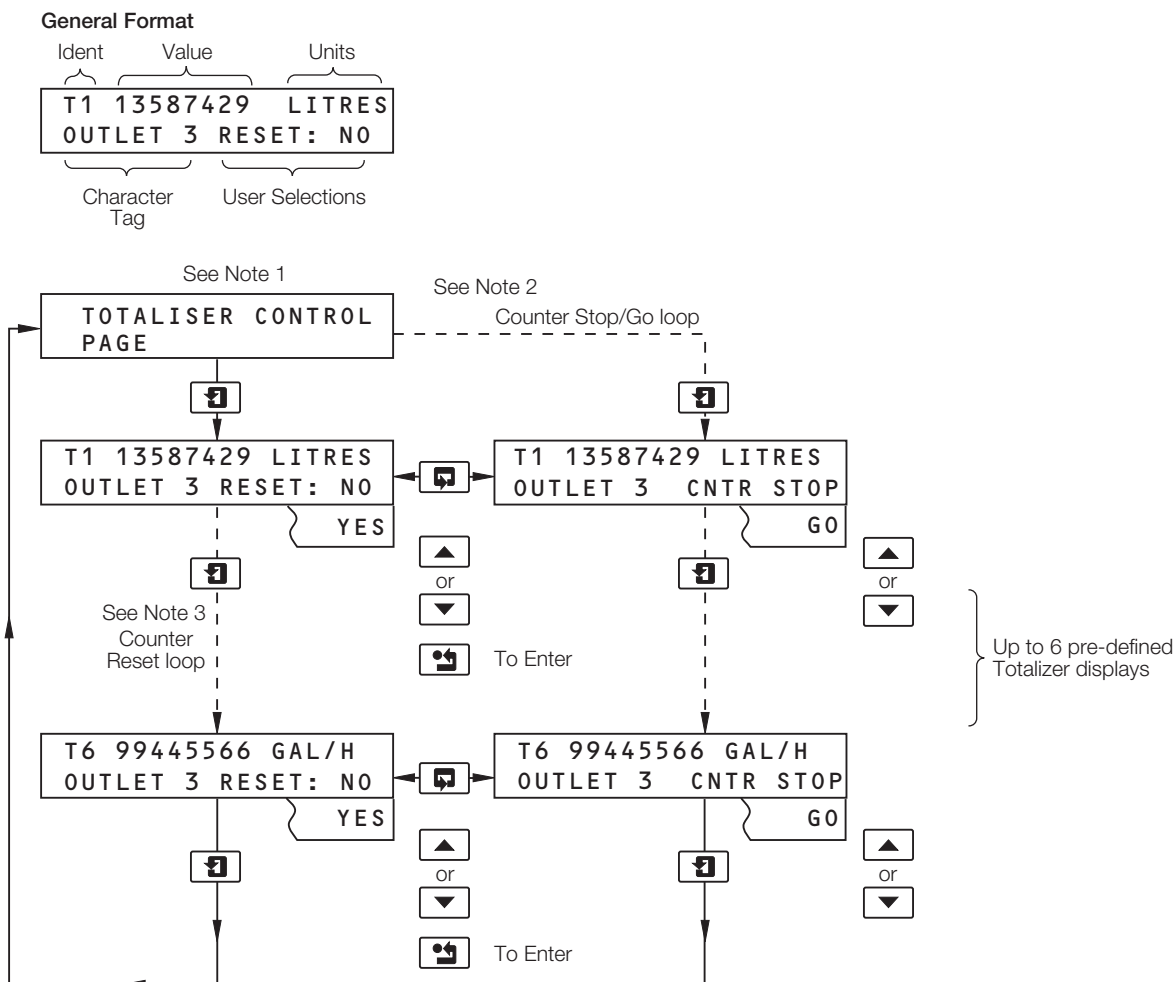 General Format
Ident Value Units
T1 13587429 LITRES
OUTLET 3 RESET: NO
Character
Tag
User Selections
See Note 1
See Note 2
TOTALISER CONTROL
PAGE
Counter Stop/Go loop
T1 13587429 LITRES
OUTLET 3 RESET: NO
YES
T1 13587429 LITRES
OUTLET 3 CNTR STOP
GO
or
or
See Note 3
Counter
Reset loop
To Enter
Up to 6 pre-defined
Totalizer displays
T6 99445566 GAL/H
OUTLET 3 RESET: NO
YES
T6 99445566 GAL/H
OUTLET 3 CNTR STOP
GO
or
or
To Enter